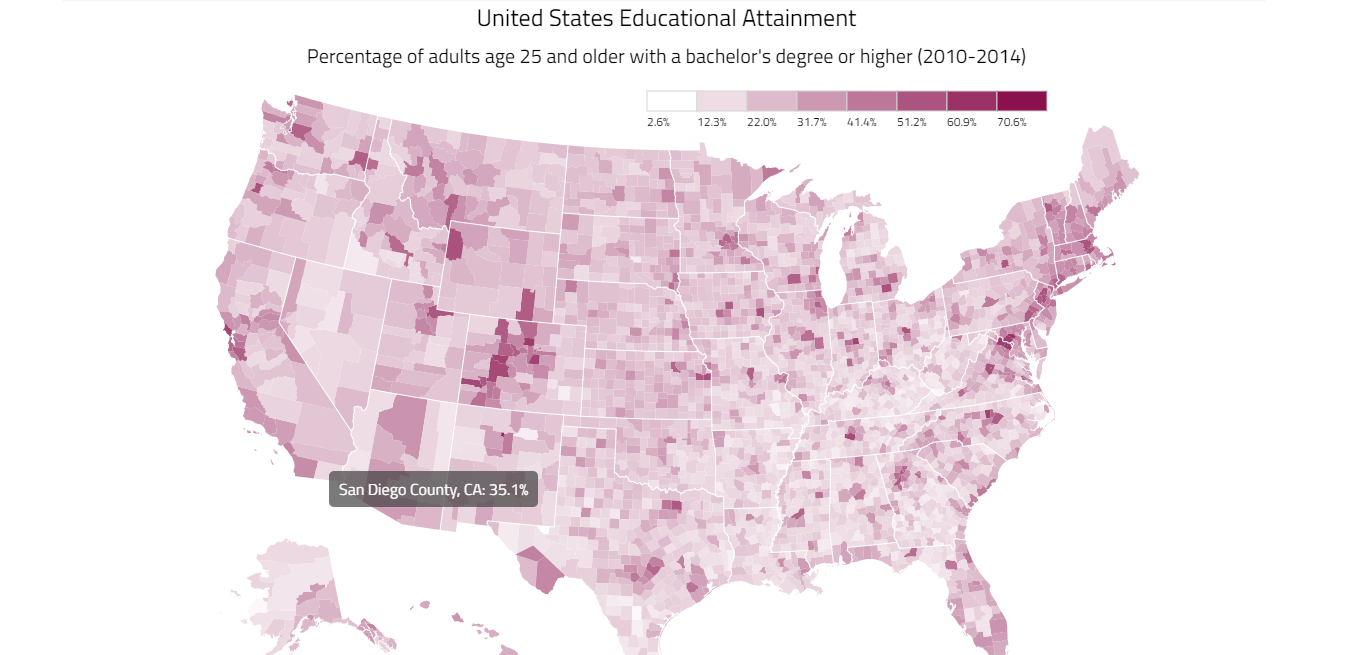 United States Educational Attainment
Percentage of adults age 25 and older with a bachelor's degree or higher (2010-2014)
2.6% 12.3% 22.0% 31.7% 41.4% 51.2% 60.9% 70.6%
San Diego County, CA: 35.1%